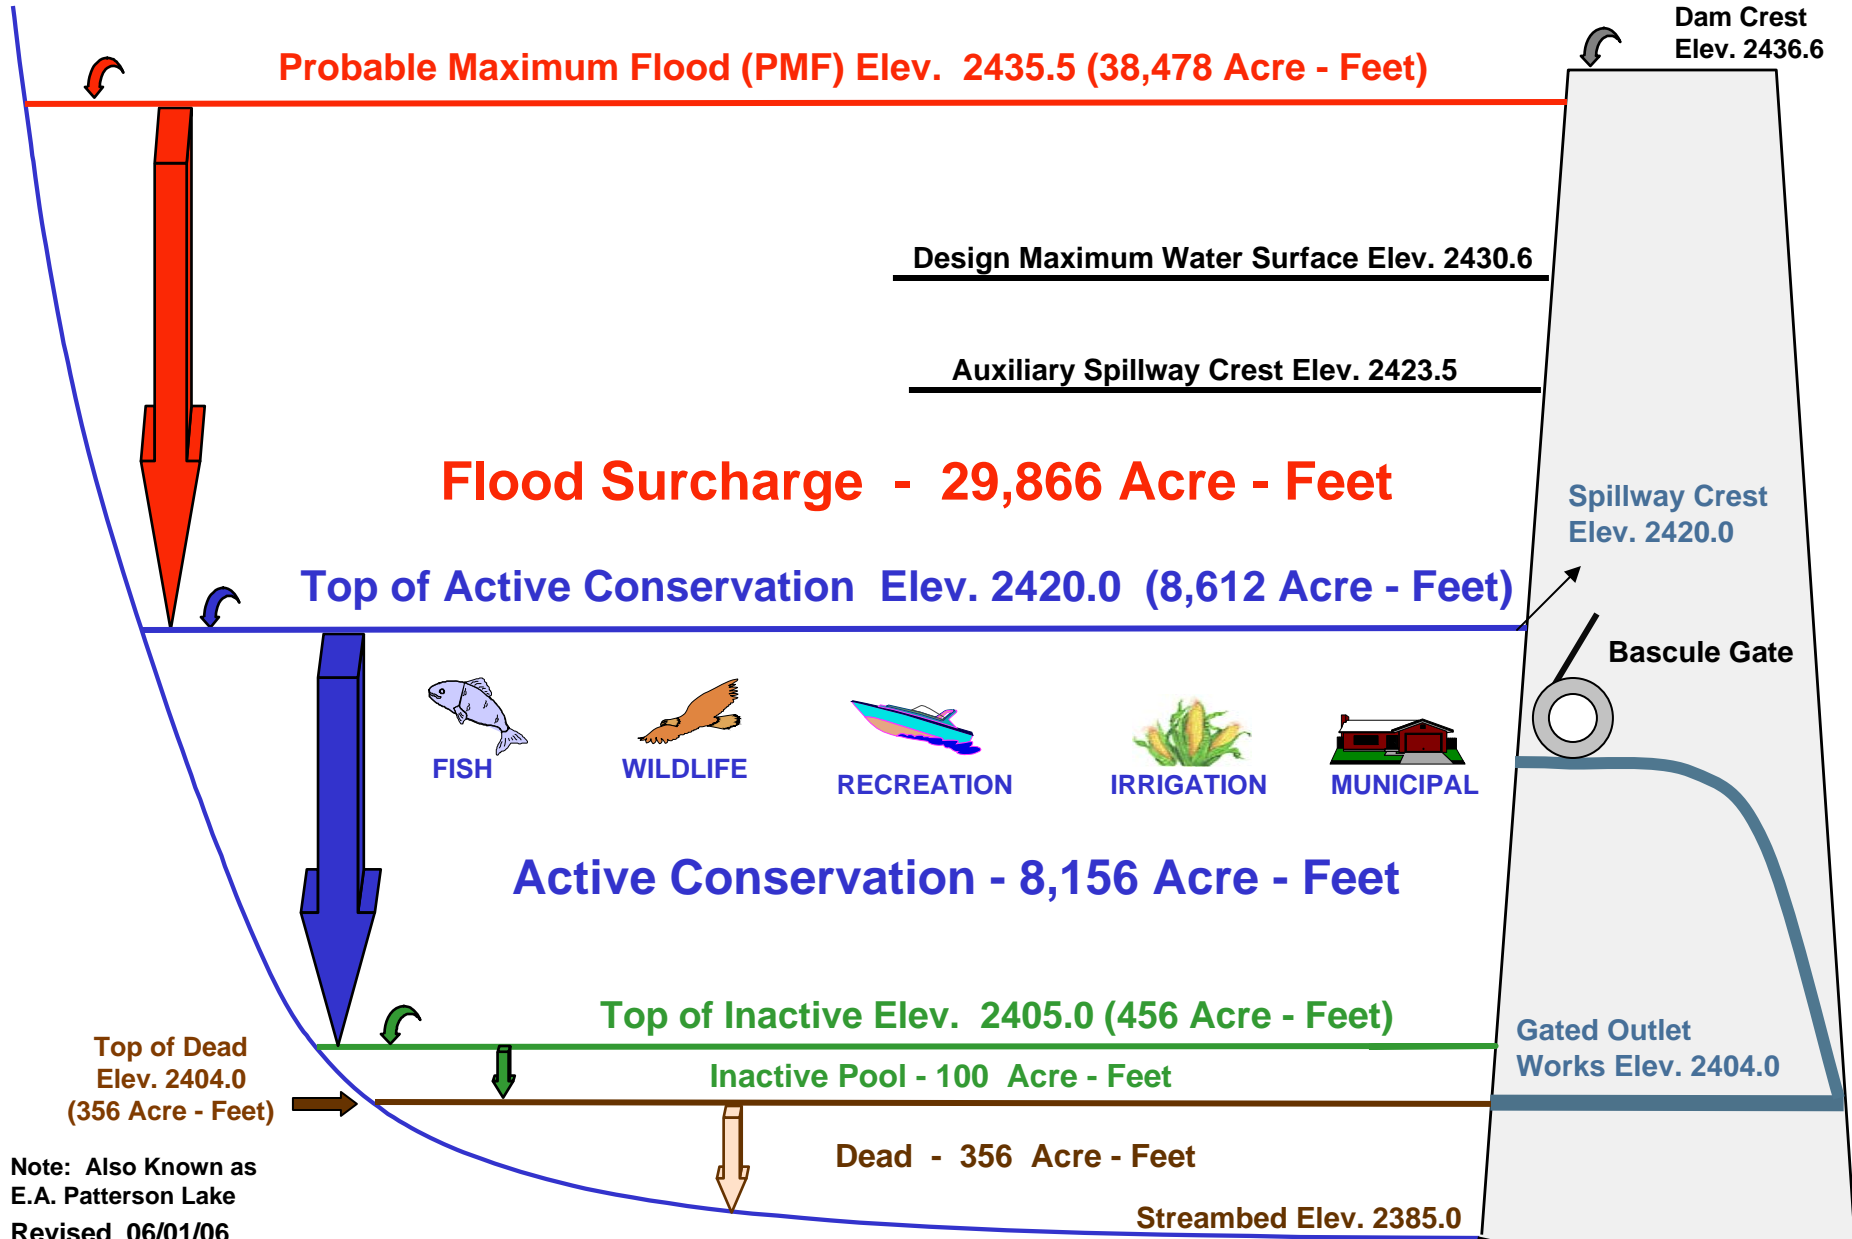 Dam Crest
Elev. 2436.6
Probable Maximum Flood (PMF) Elev. 2435.5 (38,478 Acre - Feet)
Design Maximum Water Surface Elev. 2430.6
Auxiliary Spillway Crest Elev. 2423.5
Flood Surcharge - 29,866 Acre - Feet
Spillway Crest
Elev. 2420.0
Top of Active Conservation Elev. 2420.0 (8,612 Acre - Feet)
Bascule Gate
FISH
WILDLIFE
RECREATION
IRRIGATION
MUNICIPAL
Active Conservation - 8,156 Acre - Feet
Top of Inactive Elev. 2405.0 (456 Acre - Feet)
Gated Outlet
Works Elev. 2404.0
Top of Dead
Elev. 2404.0
(356 Acre - Feet)
Inactive Pool - 100 Acre - Feet
Dead - 356 Acre - Feet
Note: Also Known as
E.A. Patterson Lake
Revised 06/01/06
Streambed Elev. 2385.0